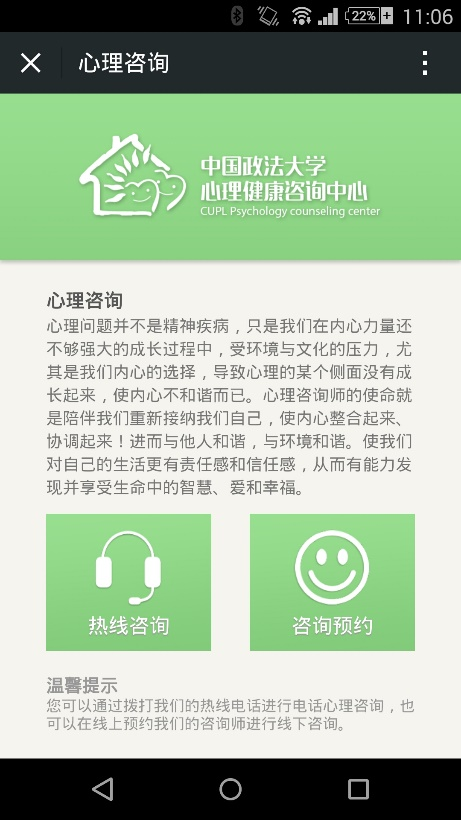 22%
11:06
心理咨询
中国政法大学
心理健康咨询中心
CUPL Psychology counseling center
心理咨询
心理问题并不是精神疾病，只是我们在内心力量还
不够强大的成长过程中，受环境与文化的压力，尤
其是我们内心的选择，导致心理的某个侧面没有成
长起来，使内心不和谐而已。心理咨询师的使命就
是陪伴我们重新接纳我们自己，使内心整合起来、
协调起来！进而与他人和谐，与环境和谐。使我们
对自己的生活更有责任感和信任感，从而有能力发
现并享受生命中的智慧、爱和幸福。
热线咨询
咨询预约
温馨提示
您可以通过拨打我们的热线电话进行电话心理咨询，也
可以在线上预约我们的咨询师进行线下咨询。